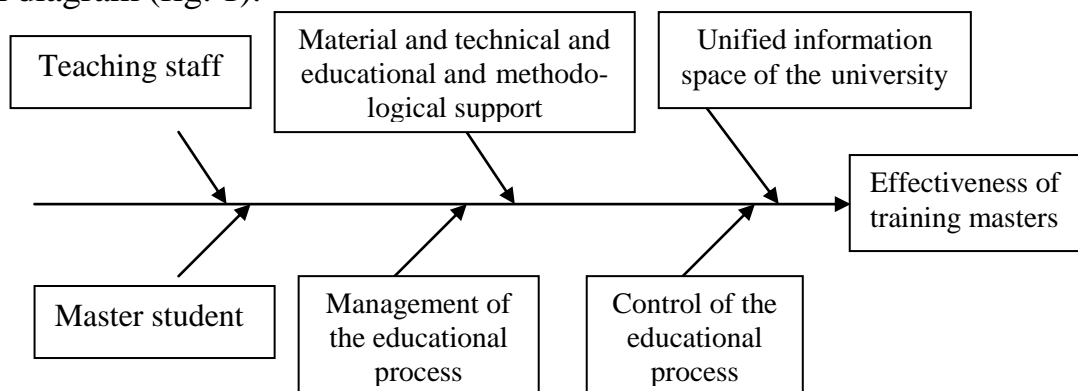 diagram (fig. 1).
Teaching staff
Material and technical and
educational and methodo-
logical support
Unified information
space of the university
Effectiveness of
training masters
Master student
Management of
the educational
process
Control of the
educational
process